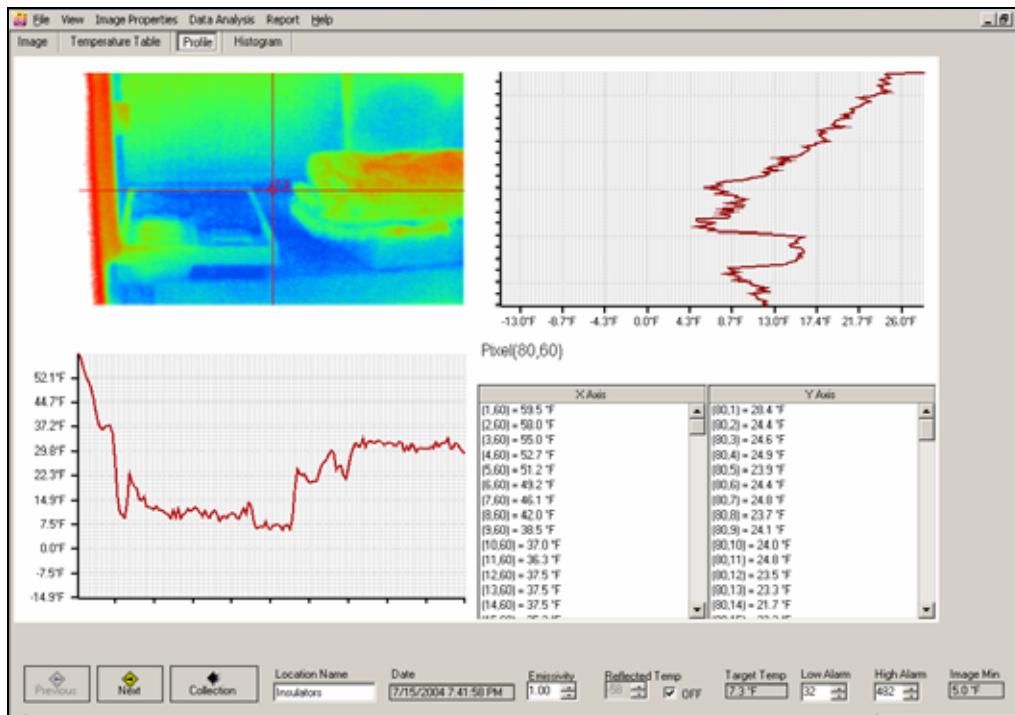 File View Image Properties Data Analysis Report Help
Image Temperature Table Profile Histogram
-13.0°F -8.7°F -4.3°F 0.0°F 4.3°F 8.7°F 13.0°F 17.4°F 21.7°F 26.0°F
Pixel(80,60)
52.1°F
44.7°F
37.2°F
29.8°F
22.3°F
14.9°F
7.5°F
0.0°F
-7.5°F
-14.9°F
X Axis
(1,60) = 59.5 °F
(2,60) = 58.0 °F
(3,60) = 55.0 °F
(4,60) = 52.7 °F
(5,60) = 51.2 °F
(6,60) = 49.2 °F
(7,60) = 46.1 °F
(8,60) = 42.0 °F
(9,60) = 38.5 °F
(10,60) = 37.0 °F
(11,60) = 36.3 °F
(12,60) = 37.5 °F
(13,60) = 37.5 °F
(14,60) = 37.5 °F
Y Axis
(80,1) = 28.4 °F
(80,2) = 24.4 °F
(80,3) = 24.6 °F
(80,4) = 24.9 °F
(80,5) = 23.9 °F
(80,6) = 24.4 °F
(80,7) = 24.8 °F
(80,8) = 23.7 °F
(80,9) = 24.1 °F
(80,10) = 24.0 °F
(80,11) = 24.8 °F
(80,12) = 23.5 °F
(80,13) = 23.3 °F
(80,14) = 21.7 °F
Previous Next Collection
Location Name Date Emissivity Reflected Temp Target Temp Low Alarm High Alarm Image Min
Insulators 7/15/2004 7:41:58 PM 1.00 -58 OFF 7.3 °F 32 482 5.0 °F